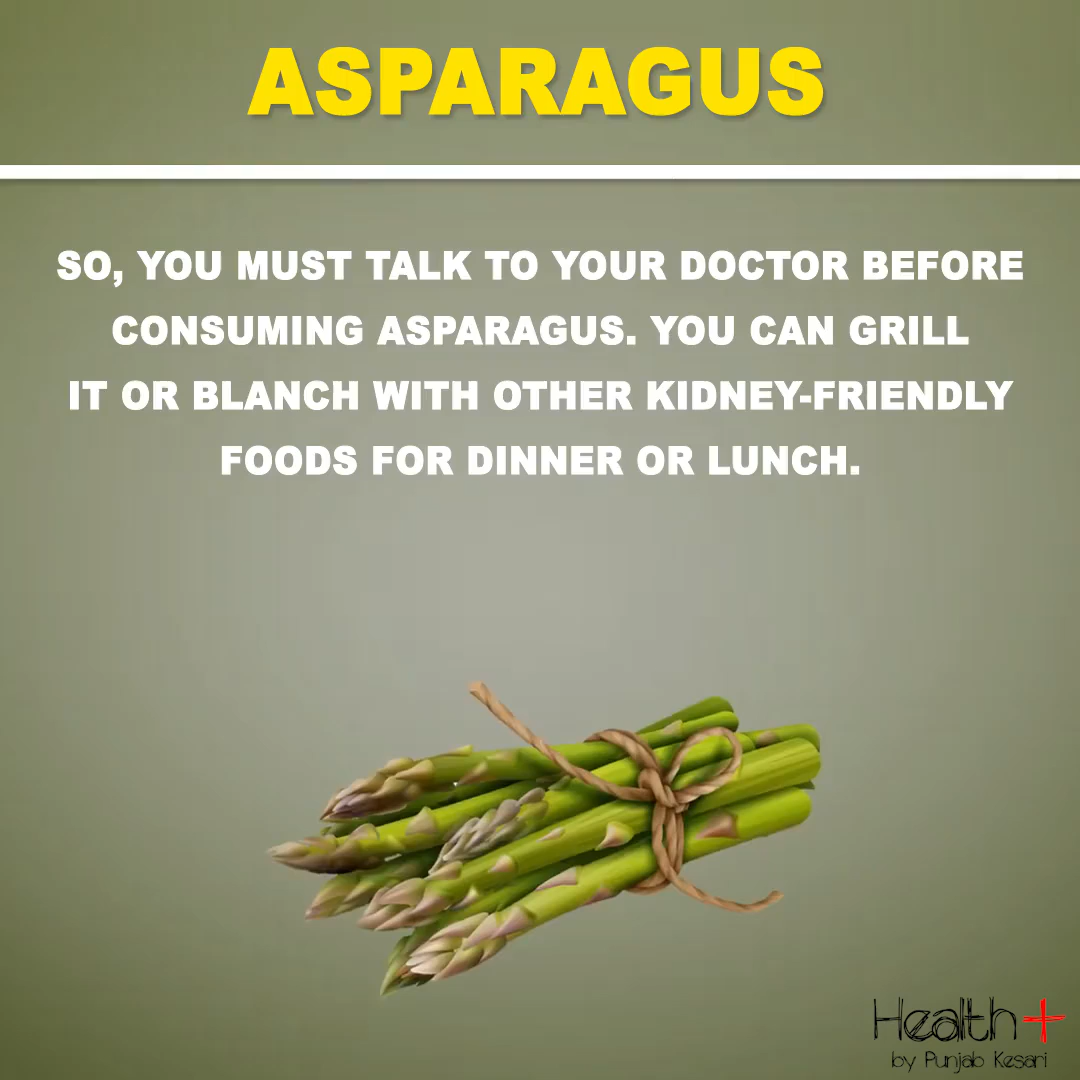 ASPARAGUS
SO, YOU MUST TALK TO YOUR DOCTOR BEFORE
CONSUMING ASPARAGUS. YOU CAN GRILL
IT OR BLANCH WITH OTHER KIDNEY-FRIENDLY
FOODS FOR DINNER OR LUNCH.
Health+
by Punjab Kesari